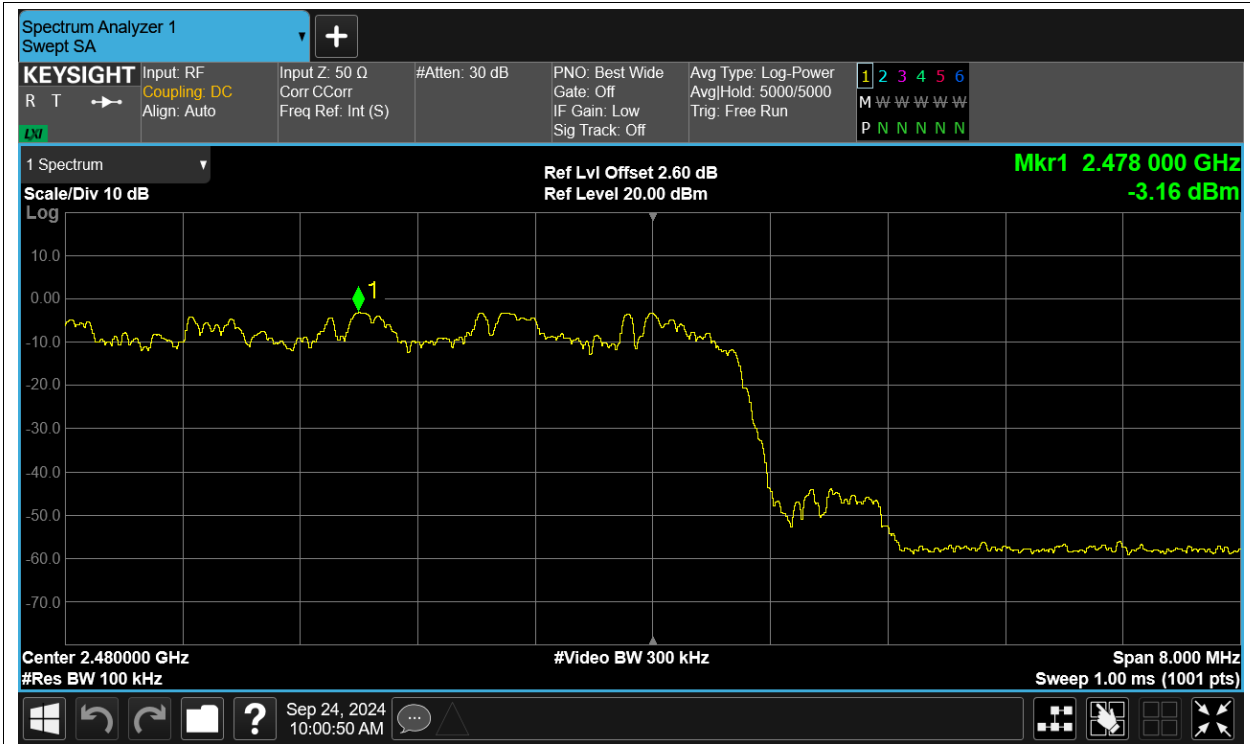 Spectrum Analyzer 1
Swept SA
KEYSIGHT
R T
LXI
Input: RF
Coupling: DC
Align: Auto
Input Z: 50 Ω
Corr CCorr
Freq Ref: Int (S)
#Atten: 30 dB
PNO: Best Wide
Gate: Off
IF Gain: Low
Sig Track: Off
Avg Type: Log-Power
Avg|Hold: 5000/5000
Trig: Free Run
1 2 3 4 5 6
M W W W W W
P N N N N N
1 Spectrum
Scale/Div 10 dB
Log
Ref Lvl Offset 2.60 dB
Ref Level 20.00 dBm
Mkr1 2.478 000 GHz
-3.16 dBm
10.0
0.00
-10.0
-20.0
-30.0
-40.0
-50.0
-60.0
-70.0
1
Center 2.480000 GHz
#Res BW 100 kHz
#Video BW 300 kHz
Span 8.000 MHz
Sweep 1.00 ms (1001 pts)
?
Sep 24, 2024
10:00:50 AM